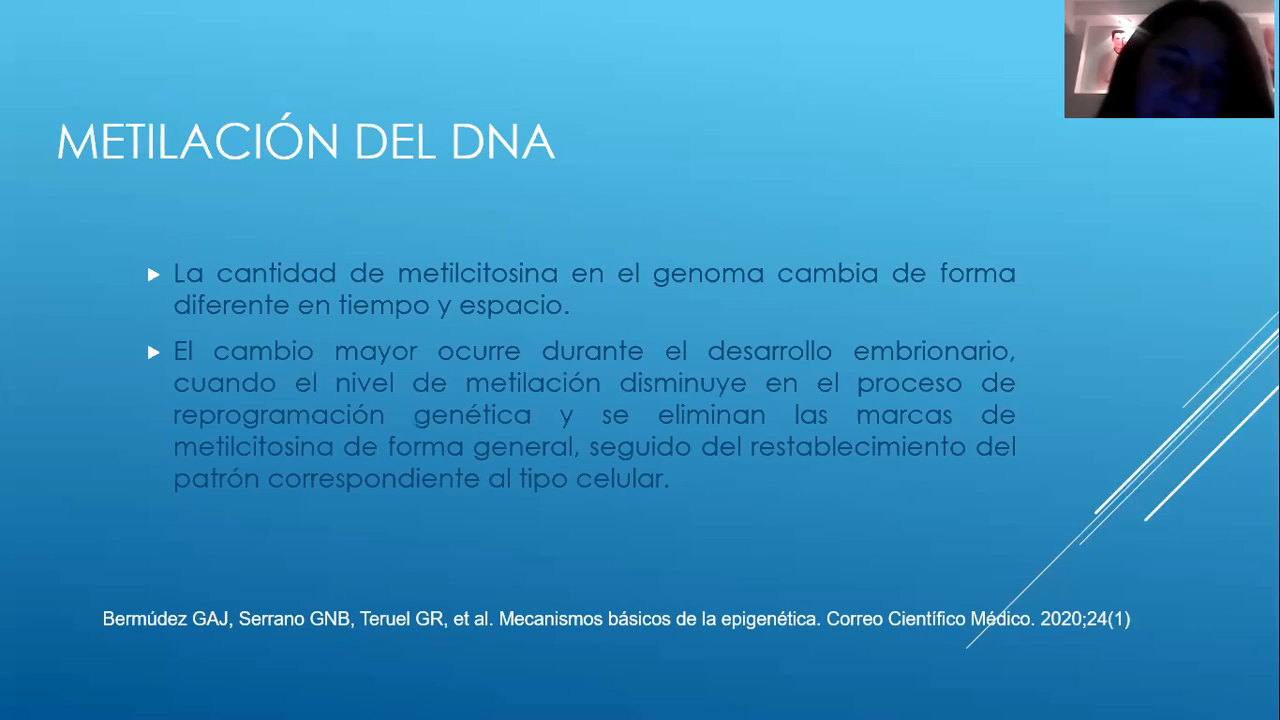 METILACIÓN DEL DNA
La cantidad de metilcitosina en el genoma cambia de forma
diferente en tiempo y espacio.
El cambio mayor ocurre durante el desarrollo embrionario,
cuando el nivel de metilación disminuye en el proceso de
reprogramación genética y se eliminan las marcas de
metilcitosina de forma general, seguido del restablecimiento del
patrón correspondiente al tipo celular.
Bermúdez GAJ, Serrano GNB, Teruel GR, et al. Mecanismos básicos de la epigenética. Correo Científico Médico. 2020;24(1)